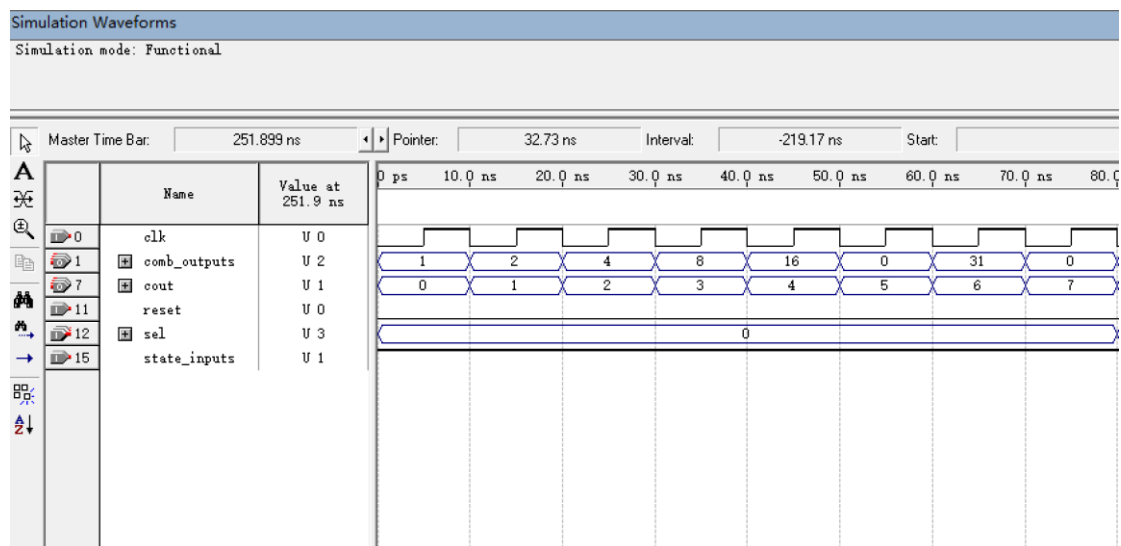 Simulation Waveforms
Simulation mode: Functional
Master Time Bar: 251.899 ns Pointer: 32.73 ns Interval: -219.17 ns Start:
A Name Value at 251.9 ns 0 ps 10.0 ns 20.0 ns 30.0 ns 40.0 ns 50.0 ns 60.0 ns 70.0 ns 80.0
0 clk U 0
1 comb_outputs U 2 1 2 4 8 16 0 31 0
7 cout U 1 0 1 2 3 4 5 6 7
11 reset U 0
12 sel U 3 0
15 state_inputs U 1
A
Z